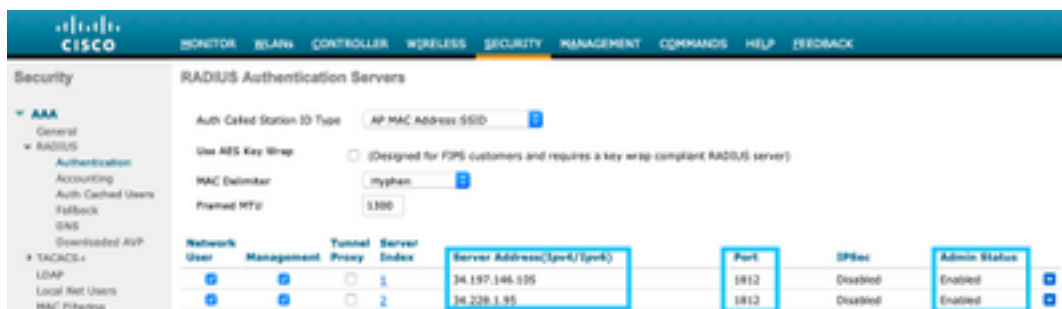 CISCO
MONITOR WLANs CONTROLLER WIRELESS SECURITY MANAGEMENT COMMANDS HELP FEEDBACK
Security
RADIUS Authentication Servers
AAA
General
RADIUS
Authentication
Accounting
Auth Cached Users
Fallback
DNS
Downloaded AVP
TACACS+
LDAP
Local Net Users
MAC Filtering
Auth Called Station ID Type AP MAC Address:SSID
Use AES Key Wrap (Designed for FIPS customers and requires a key wrap compliant RADIUS server)
MAC Delimiter Hyphen
Framed MTU 1300
Network User Management Tunnel Proxy Server Index Server Address(Ipv4/Ipv6) Port IPSec Admin Status
1 34.197.146.105 1812 Disabled Enabled
2 34.228.1.95 1812 Disabled Enabled